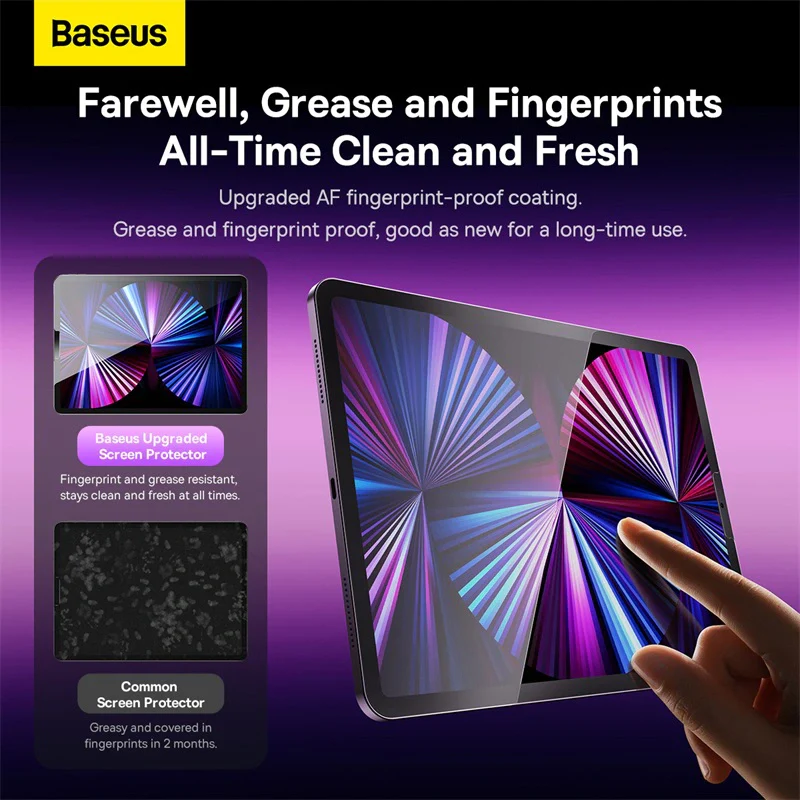 Baseus
Farewell, Grease and Fingerprints
All-Time Clean and Fresh
Upgraded AF fingerprint-proof coating.
Grease and fingerprint proof, good as new for a long-time use.
Baseus Upgraded
Screen Protector
Fingerprint and grease resistant,
stays clean and fresh at all times.
Common
Screen Protector
Greasy and covered in
fingerprints in 2 months.